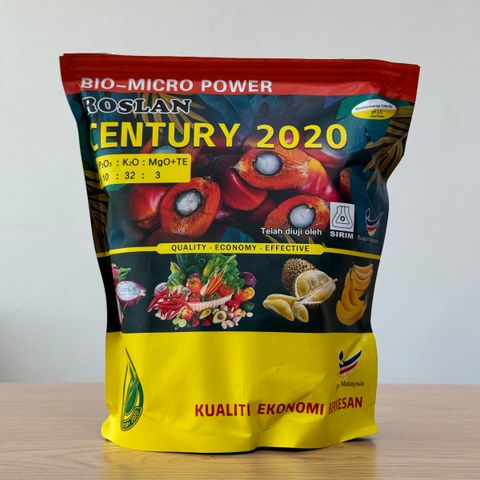 BIO-MICRO POWER
ROSLAN
CENTURY 2020
P₂O₅ : K₂O : MgO+TE
10 : 32 : 3
Telah diuji oleh
SIRIM
QUALITY · ECONOMY · EFFECTIVE
Malaysia
KUALITI EKONOMI